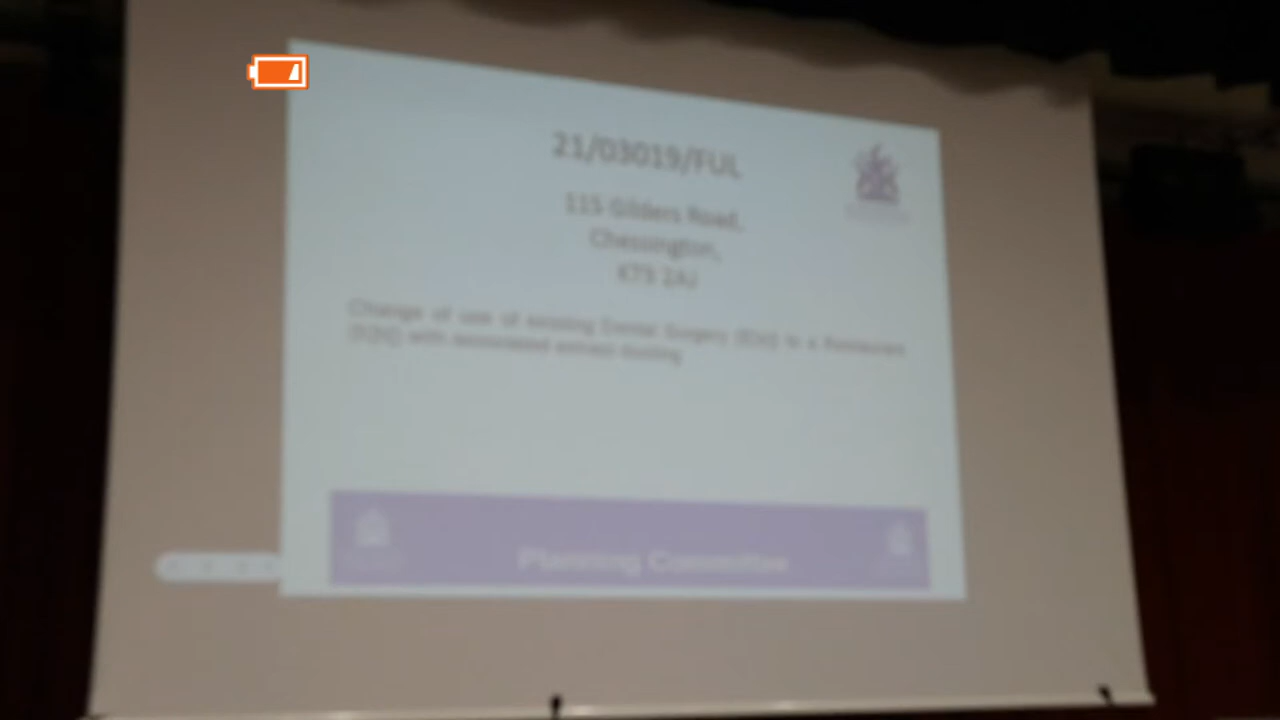 21/03019/FUL
115 Gilders Road,
Chessington,
KT9 2AJ
Change of use of existing Dental Surgery to a Restaurant
with associated extract ducting
Planning Committee